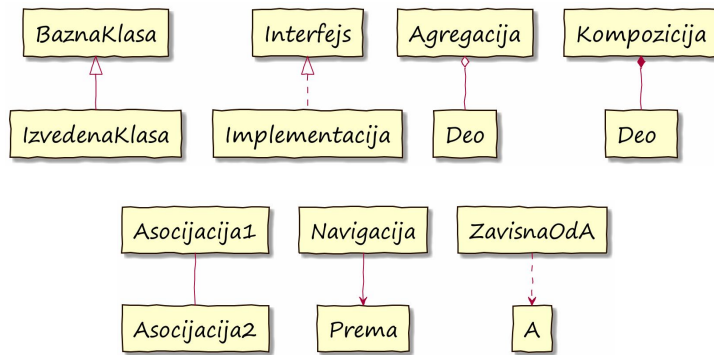 BaznaKlasa
Interfejs
Agregacija
Kompozicija
IzvedenaKlasa
Implementacija
Deo
Deo
Asocijacija1
Navigacija
ZavisnaOdA
Asocijacija2
Prema
A